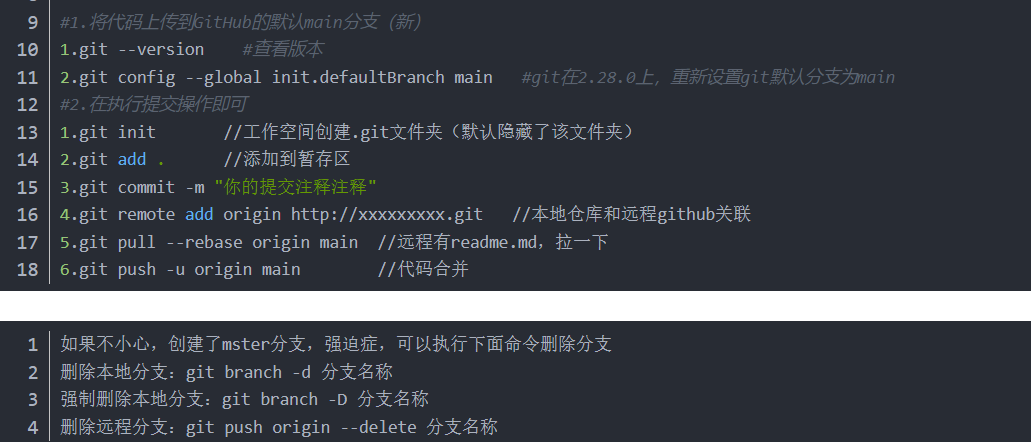 9 #1.将代码上传到GitHub的默认main分支（新）
10 1.git --version #查看版本
11 2.git config --global init.defaultBranch main #git在2.28.0上，重新设置git默认分支为main
12 #2.在执行提交操作即可
13 1.git init //工作空间创建.git文件夹（默认隐藏了该文件夹）
14 2.git add . //添加到暂存区
15 3.git commit -m "你的提交注释注释"
16 4.git remote add origin http://xxxxxxxxx.git //本地仓库和远程github关联
17 5.git pull --rebase origin main //远程有readme.md，拉一下
18 6.git push -u origin main //代码合并
1 如果不小心，创建了mster分支，强迫症，可以执行下面命令删除分支
2 删除本地分支：git branch -d 分支名称
3 强制删除本地分支：git branch -D 分支名称
4 删除远程分支：git push origin --delete 分支名称